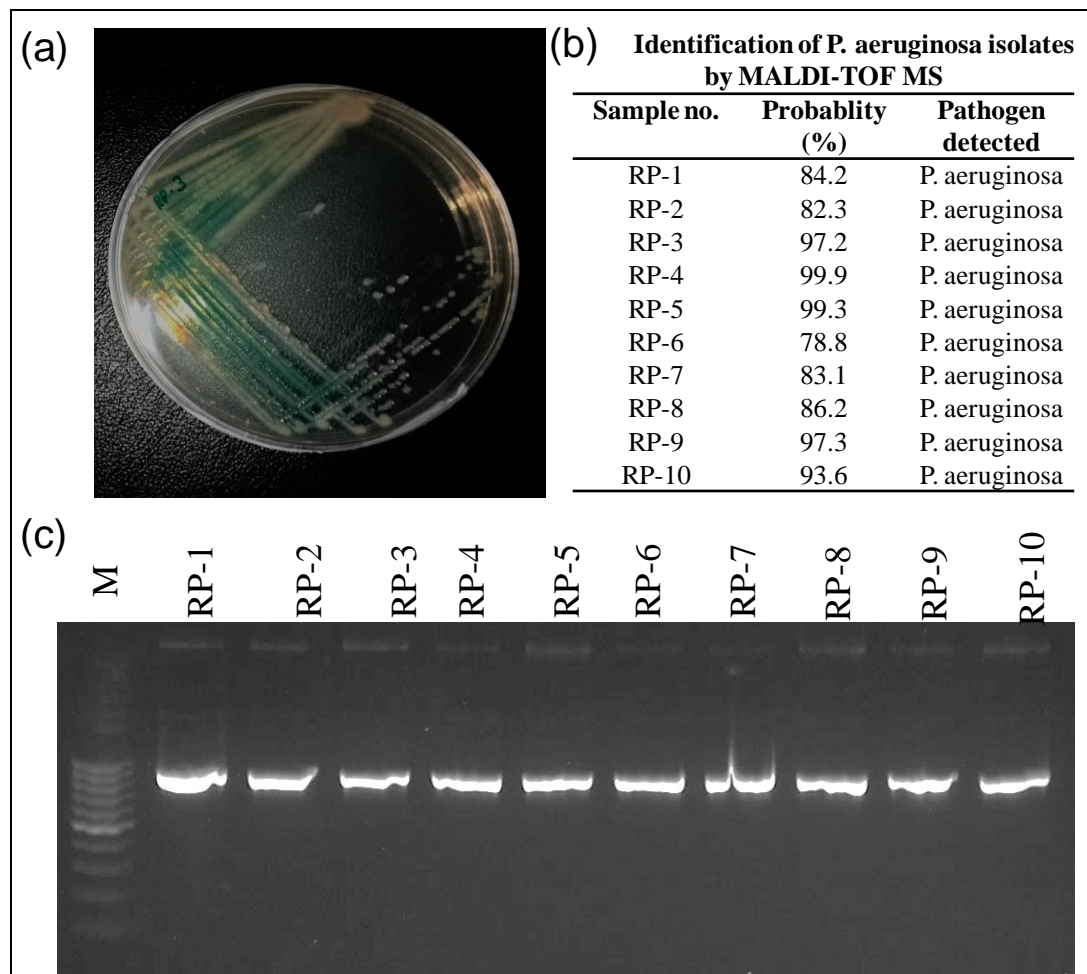 (a)
RP-3
(b)
Identification of P. aeruginosa isolates
by MALDI-TOF MS
Sample no. Probablity Pathogen
(%) detected
RP-1 84.2 P. aeruginosa
RP-2 82.3 P. aeruginosa
RP-3 97.2 P. aeruginosa
RP-4 99.9 P. aeruginosa
RP-5 99.3 P. aeruginosa
RP-6 78.8 P. aeruginosa
RP-7 83.1 P. aeruginosa
RP-8 86.2 P. aeruginosa
RP-9 97.3 P. aeruginosa
RP-10 93.6 P. aeruginosa
(c)
M RP-1 RP-2 RP-3 RP-4 RP-5 RP-6 RP-7 RP-8 RP-9 RP-10